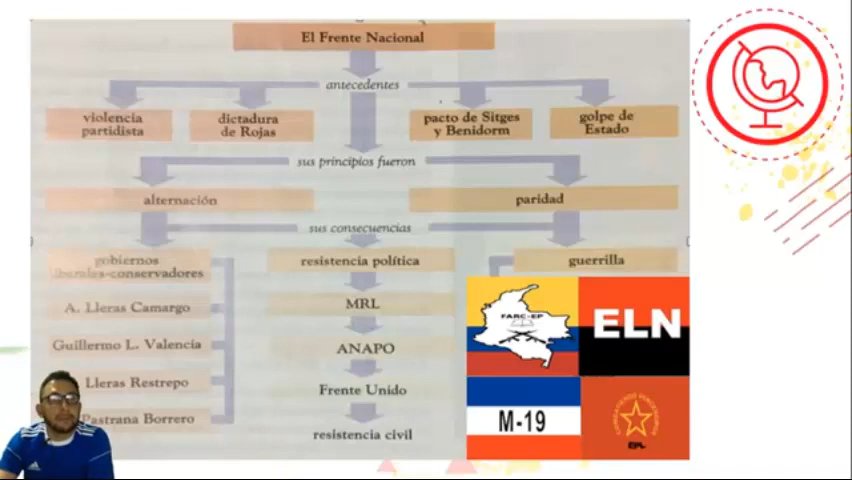 El Frente Nacional
antecedentes
violencia
partidista
dictadura
de Rojas
pacto de Sitges
y Benidorm
golpe de
Estado
sus principios fueron
alternación
paridad
sus consecuencias
gobiernos
liberales-conservadores
resistencia política
guerrilla
A. Lleras Camargo
MRL
Guillermo L. Valencia
ANAPO
Lleras Restrepo
Frente Unido
Pastrana Borrero
resistencia civil
FARC-EP
ELN
M-19
EPL